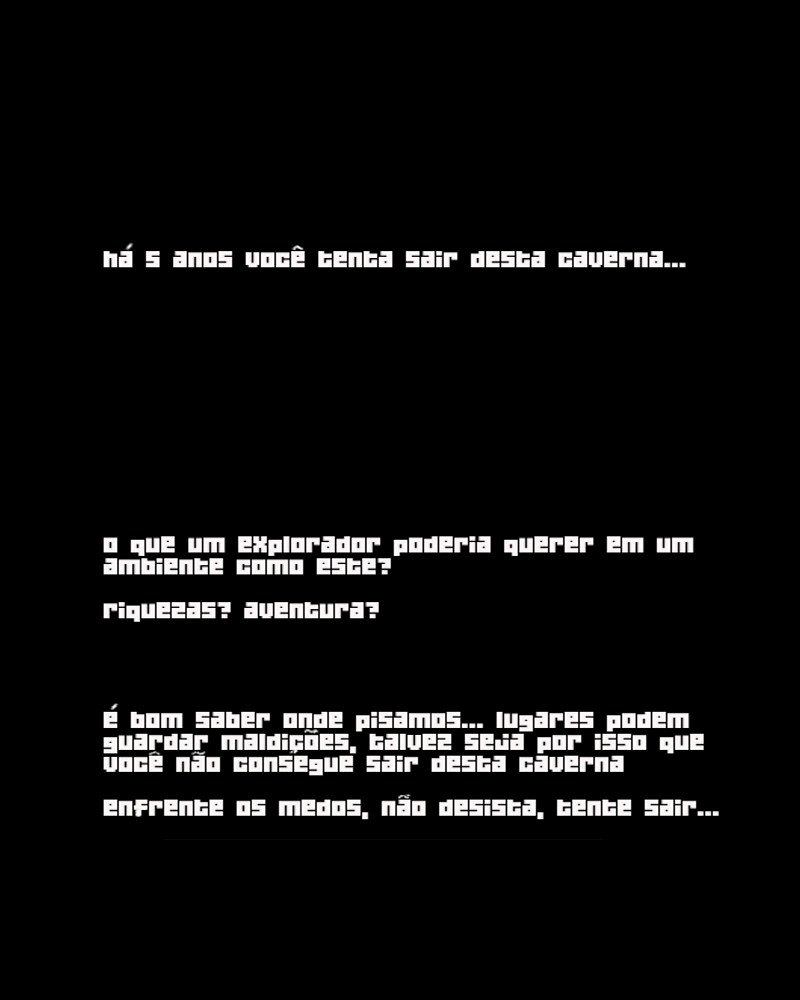 há 5 anos você tenta sair desta caverna...
o que um explorador poderia querer em um
ambiente como este?
riquezas? aventura?
é bom saber onde pisamos... lugares podem
guardar maldições, talvez seja por isso que
você não consegue sair desta caverna
enfrente os medos, não desista, tente sair...